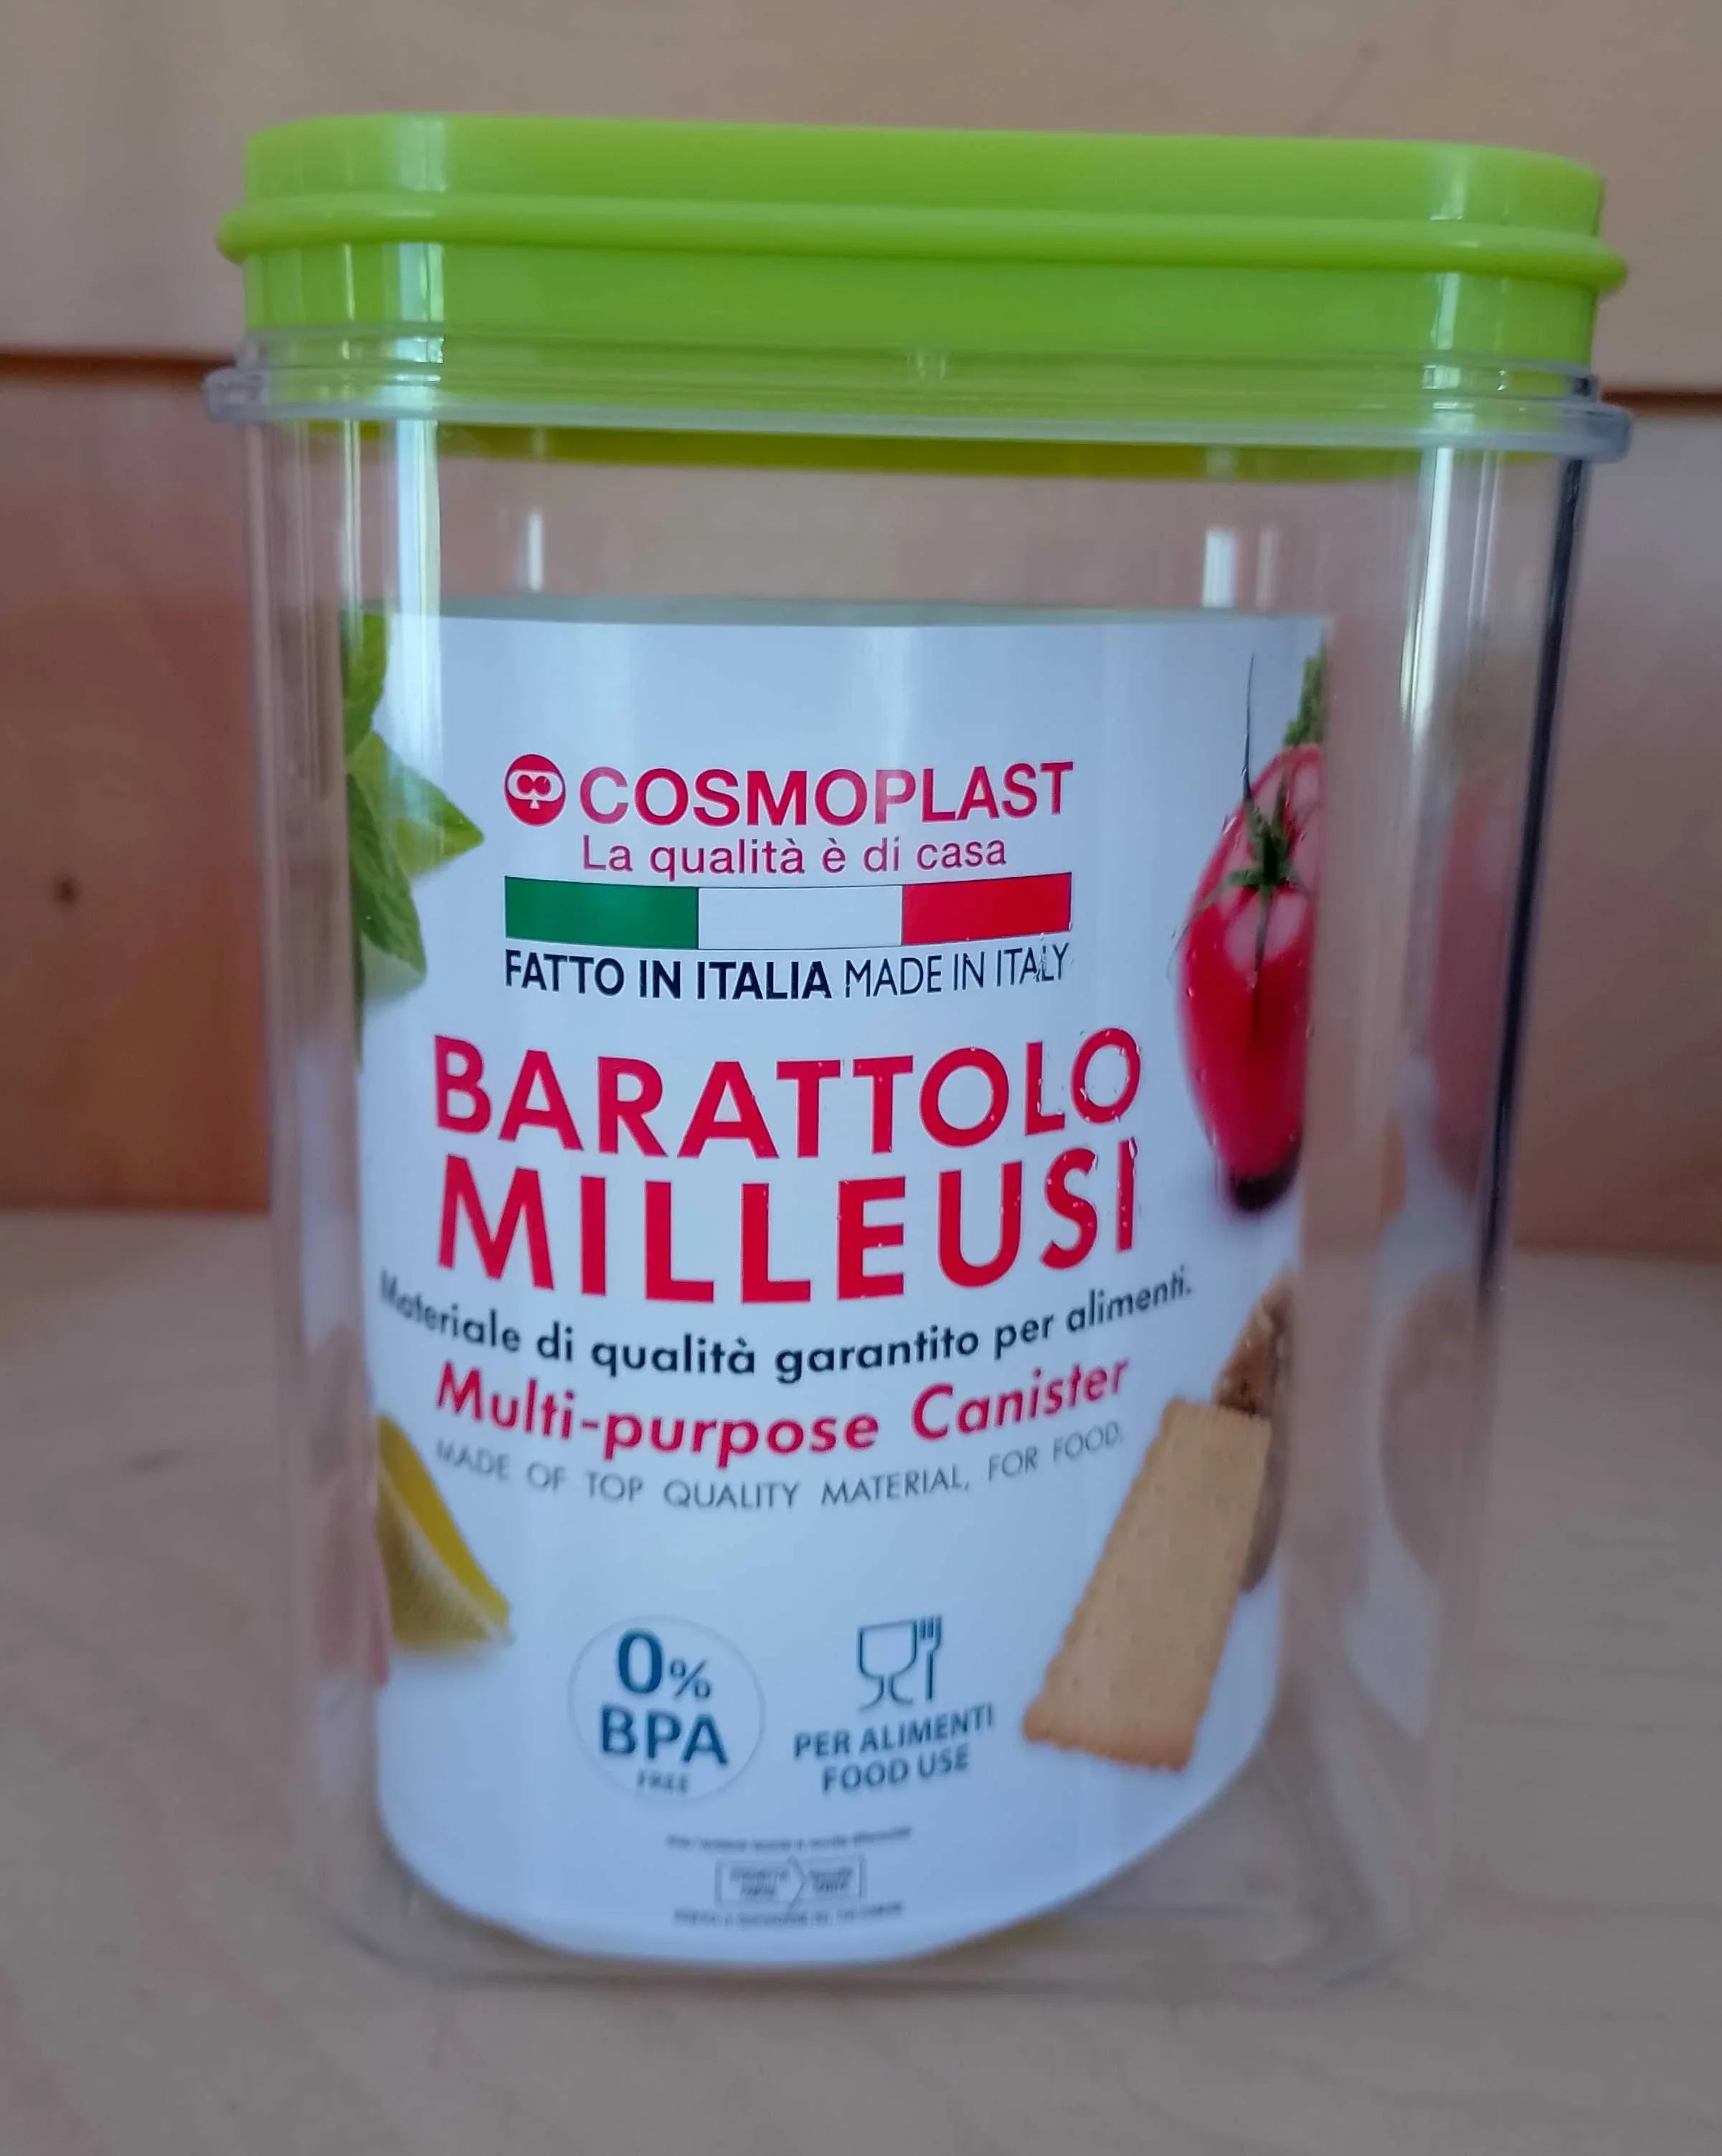 COSMOPLAST
La qualità è di casa
FATTO IN ITALIA MADE IN ITALY
BARATTOLO
MILLEUSI
Materiale di qualità garantito per alimenti.
Multi-purpose Canister
MADE OF TOP QUALITY MATERIAL, FOR FOOD.
0%
BPA
FREE
PER ALIMENTI
FOOD USE